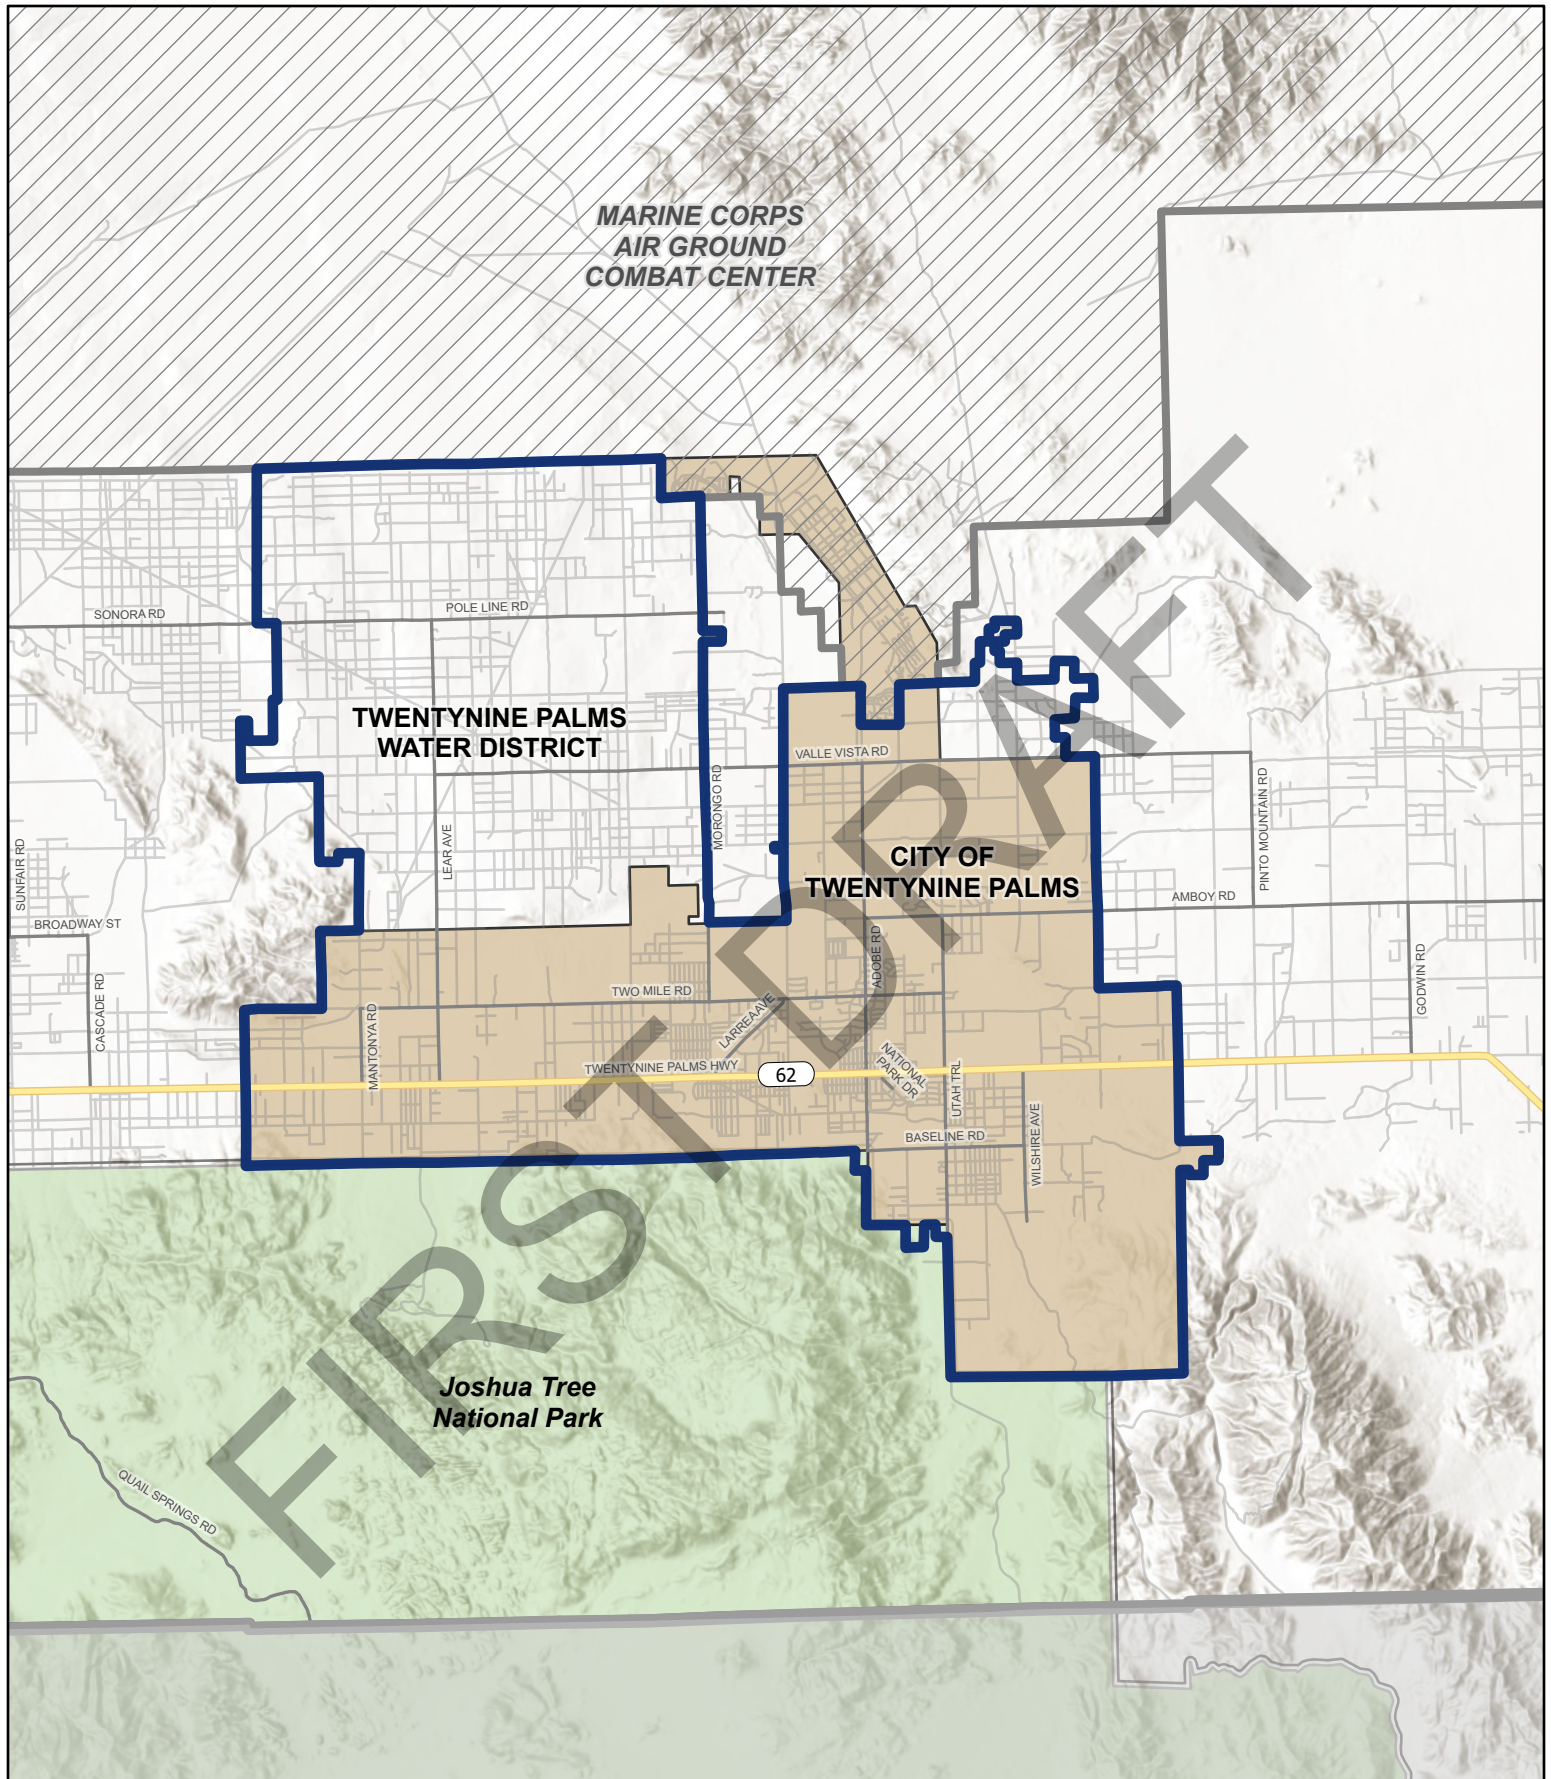 MARINE CORPS
AIR GROUND
COMBAT CENTER
SONORA RD
POLE LINE RD
TWENTYNINE PALMS
WATER DISTRICT
VALLE VISTA RD
MORONGO RD
PINTO MOUNTAIN RD
LEAR AVE
SUNFAIR RD
CITY OF
TWENTYNINE PALMS
AMBOY RD
BROADWAY ST
ADOBE RD
GODWIN RD
CASCADE RD
TWO MILE RD
MANTONYA RD
LARREA AVE
TWENTYNINE PALMS HWY
62
NATIONAL
PARK DR
UTAH TRL
WILSHIRE AVE
BASELINE RD
Joshua Tree
National Park
QUAIL SPRINGS RD
FIRST DRAFT